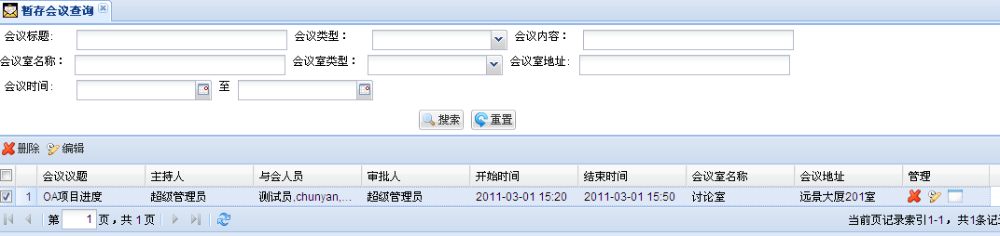 暂存会议查询
会议标题: 会议类型： 会议内容：
会议室名称： 会议室类型： 会议室地址:
会议时间: 至
搜索 重置
删除 编辑
会议议题 主持人 与会人员 审批人 开始时间 结束时间 会议室名称 会议地址 管理
1 OA项目进度 超级管理员 测试员,chunyan,... 超级管理员 2011-03-01 15:20 2011-03-01 15:50 讨论室 远景大厦201室
第 1 页，共 1 页 当前页记录索引1-1，共1条记